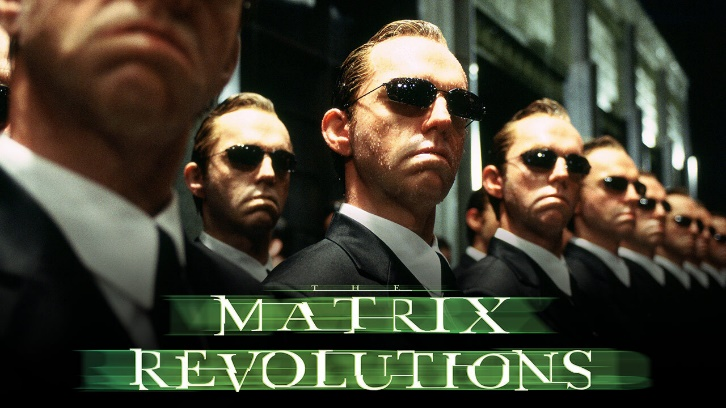 THE
MATRIX
REVOLUTIONS